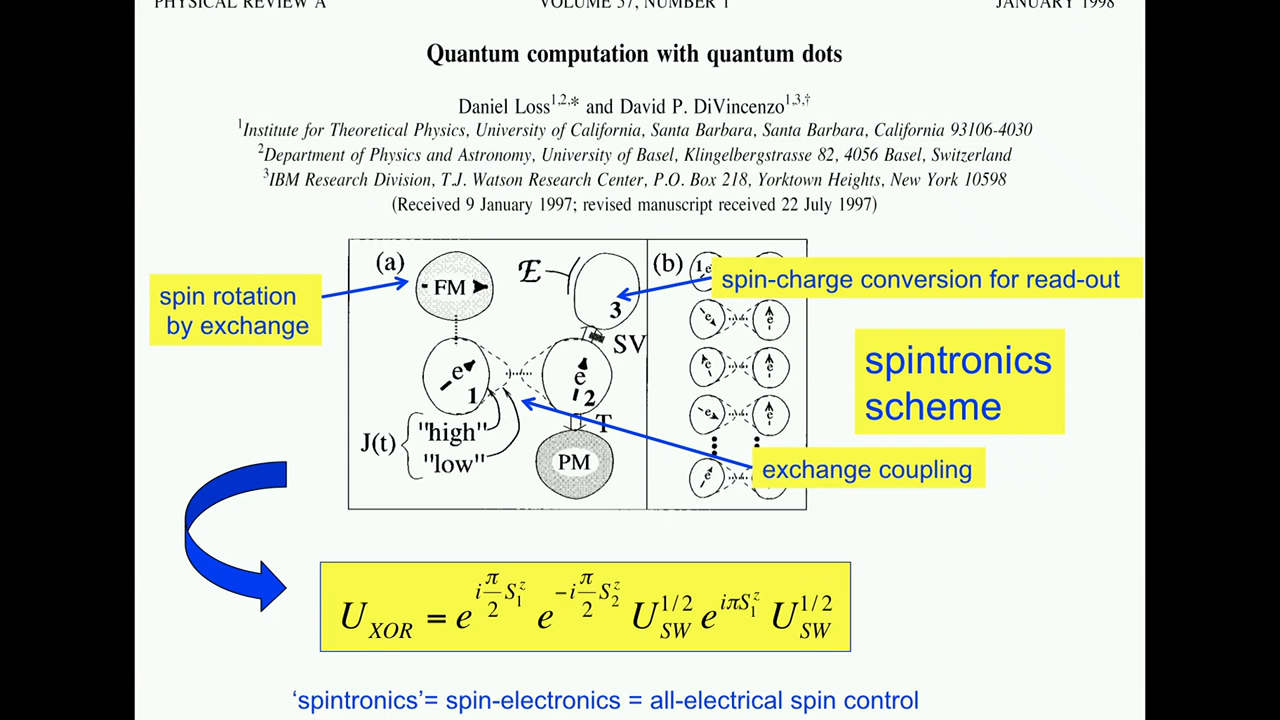 PHYSICAL REVIEW A VOLUME 57, NUMBER 1 JANUARY 1998
Quantum computation with quantum dots
Daniel Loss1,2,* and David P. DiVincenzo1,3,†
1Institute for Theoretical Physics, University of California, Santa Barbara, Santa Barbara, California 93106-4030
2Department of Physics and Astronomy, University of Basel, Klingelbergstrasse 82, 4056 Basel, Switzerland
3IBM Research Division, T.J. Watson Research Center, P.O. Box 218, Yorktown Heights, New York 10598
(Received 9 January 1997; revised manuscript received 22 July 1997)
(a)
FM
ℰ
3
SV
e
1
e
2
T
PM
J(t)
"high"
"low"
(b)
1 e
e e
e e
e e
e
spin rotation
by exchange
spin-charge conversion for read-out
spintronics
scheme
exchange coupling
U_XOR = e^{i π/2 S_1^z} e^{-i π/2 S_2^z} U_SW^{1/2} e^{iπS_1^z} U_SW^{1/2}
‘spintronics’= spin-electronics = all-electrical spin control